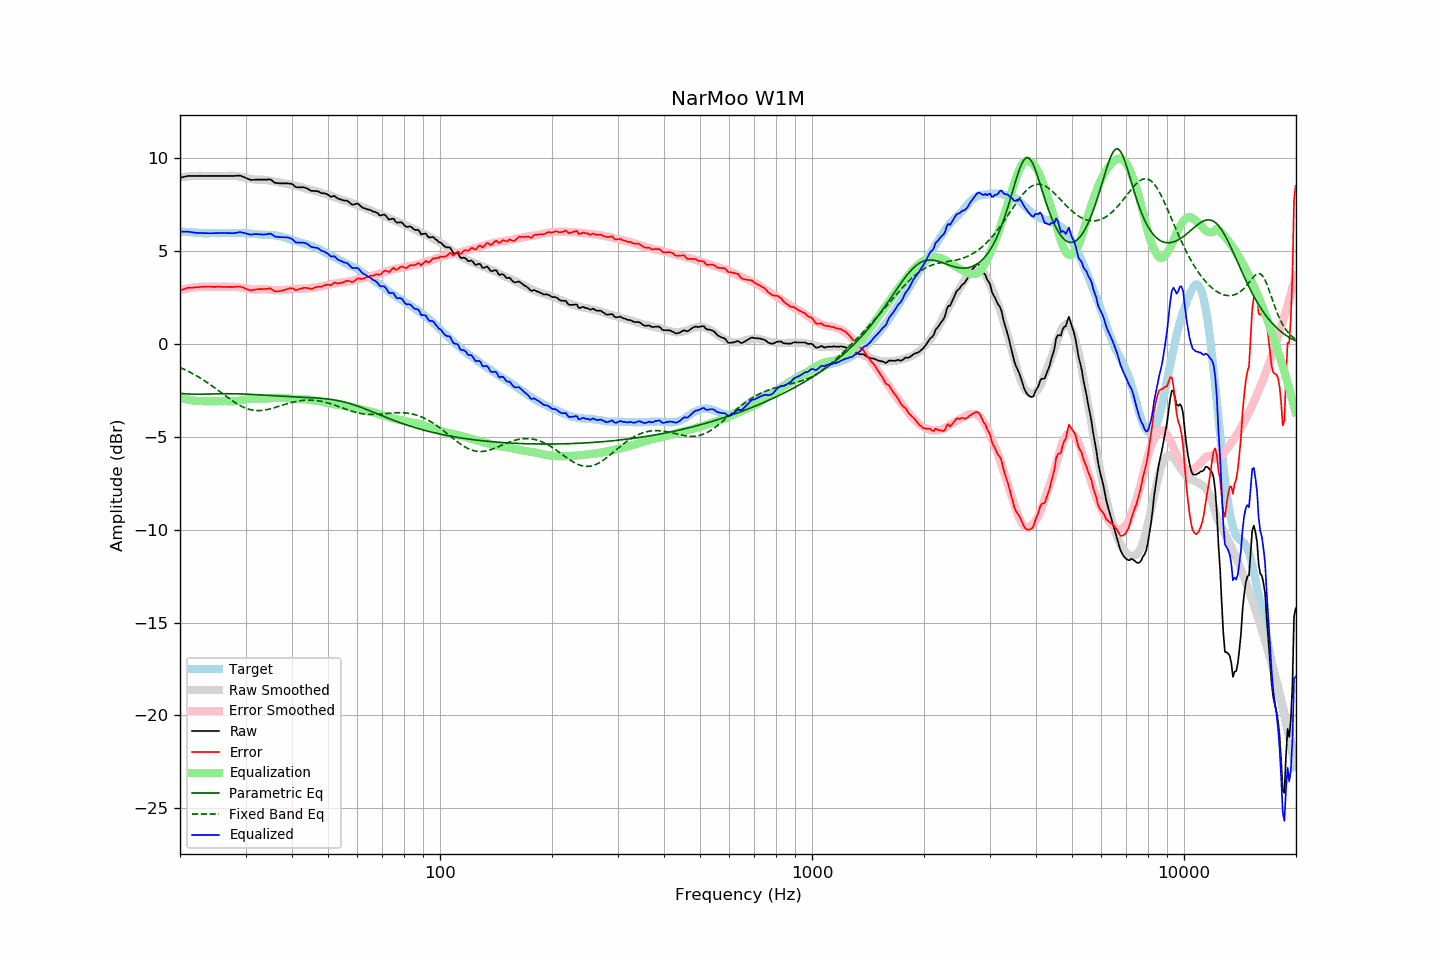 NarMoo W1M
Amplitude (dBr)
10
5
0
−5
−10
−15
−20
−25
Target
Raw Smoothed
Error Smoothed
Raw
Error
Equalization
Parametric Eq
Fixed Band Eq
Equalized
100
1000
10000
Frequency (Hz)